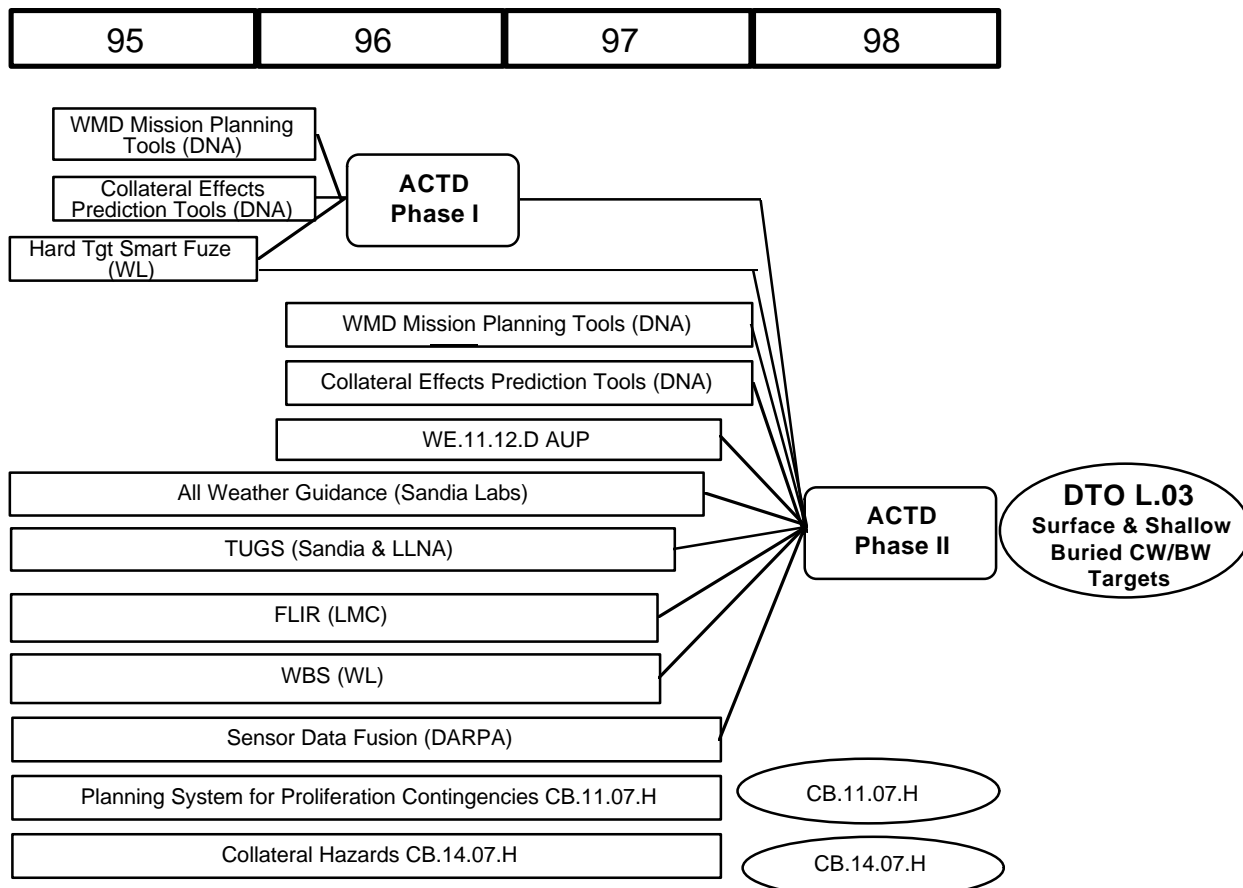 95 96 97 98
WMD Mission Planning
Tools (DNA)
Collateral Effects
Prediction Tools (DNA)
Hard Tgt Smart Fuze
(WL)
ACTD
Phase I
WMD Mission Planning Tools (DNA)
Collateral Effects Prediction Tools (DNA)
WE.11.12.D AUP
All Weather Guidance (Sandia Labs)
TUGS (Sandia & LLNA)
FLIR (LMC)
WBS (WL)
Sensor Data Fusion (DARPA)
Planning System for Proliferation Contingencies CB.11.07.H
Collateral Hazards CB.14.07.H
ACTD
Phase II
DTO L.03
Surface & Shallow
Buried CW/BW
Targets
CB.11.07.H
CB.14.07.H